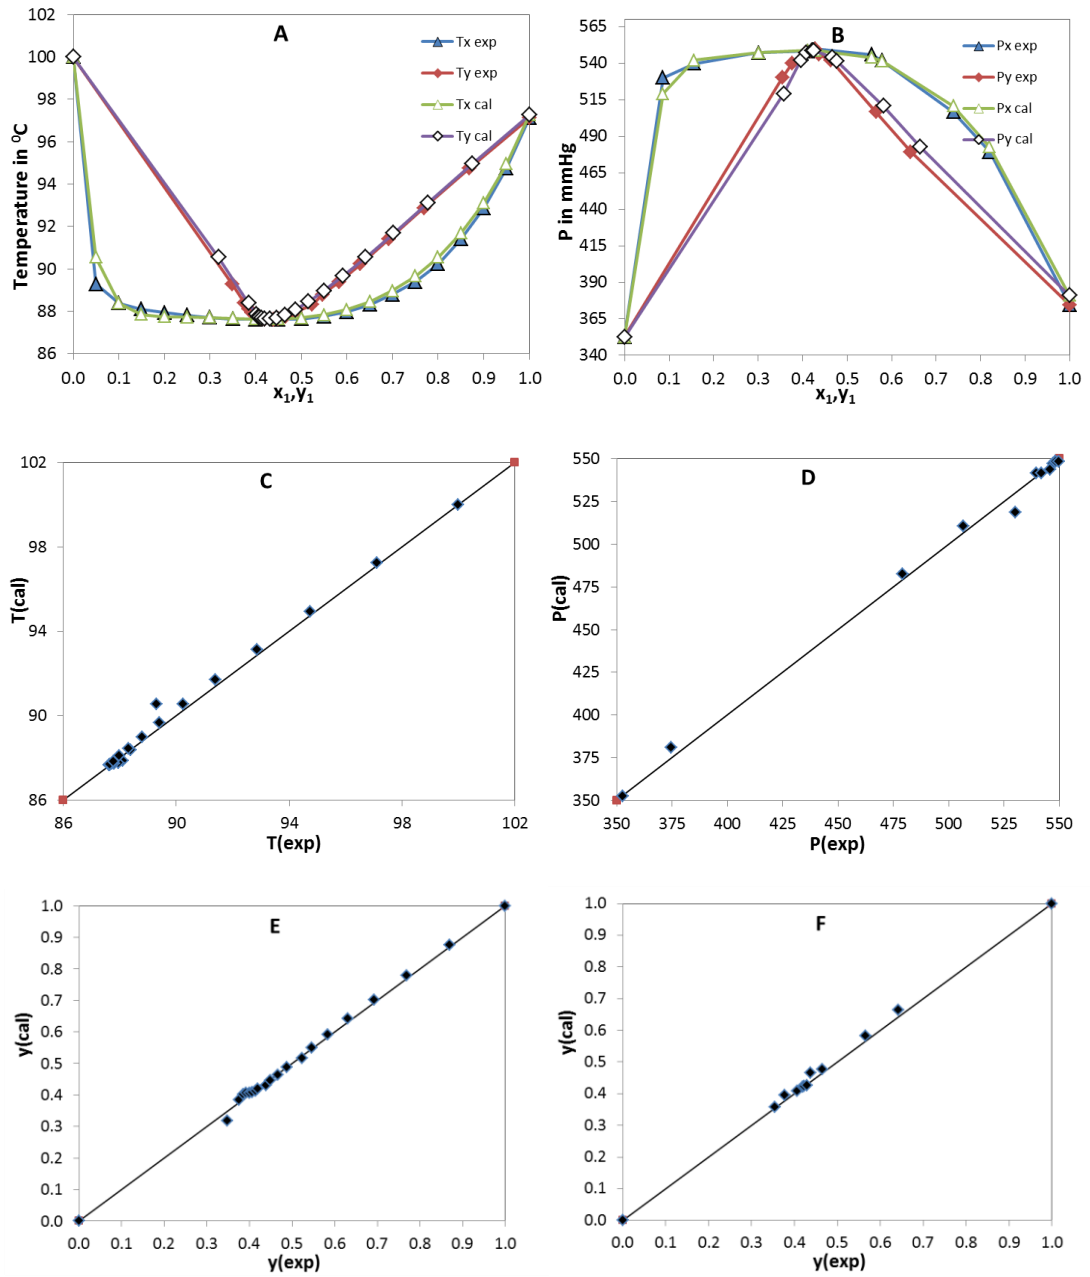 A
102
100
98
96
94
92
90
88
86
Temperature in ⁰C
Tx exp
Ty exp
Tx cal
Ty cal
0.0 0.1 0.2 0.3 0.4 0.5 0.6 0.7 0.8 0.9 1.0
x₁,y₁
B
565
540
515
490
465
440
415
390
365
340
P in mmHg
Px exp
Py exp
Px cal
Py cal
0.0 0.1 0.2 0.3 0.4 0.5 0.6 0.7 0.8 0.9 1.0
x₁,y₁
C
102
98
94
90
86
T(cal)
86 90 94 98 102
T(exp)
D
550
525
500
475
450
425
400
375
350
P(cal)
350 375 400 425 450 475 500 525 550
P(exp)
E
1.0
0.9
0.8
0.7
0.6
0.5
0.4
0.3
0.2
0.1
0.0
y(cal)
0.0 0.1 0.2 0.3 0.4 0.5 0.6 0.7 0.8 0.9 1.0
y(exp)
F
1.0
0.9
0.8
0.7
0.6
0.5
0.4
0.3
0.2
0.1
0.0
y(cal)
0.0 0.1 0.2 0.3 0.4 0.5 0.6 0.7 0.8 0.9 1.0
y(exp)